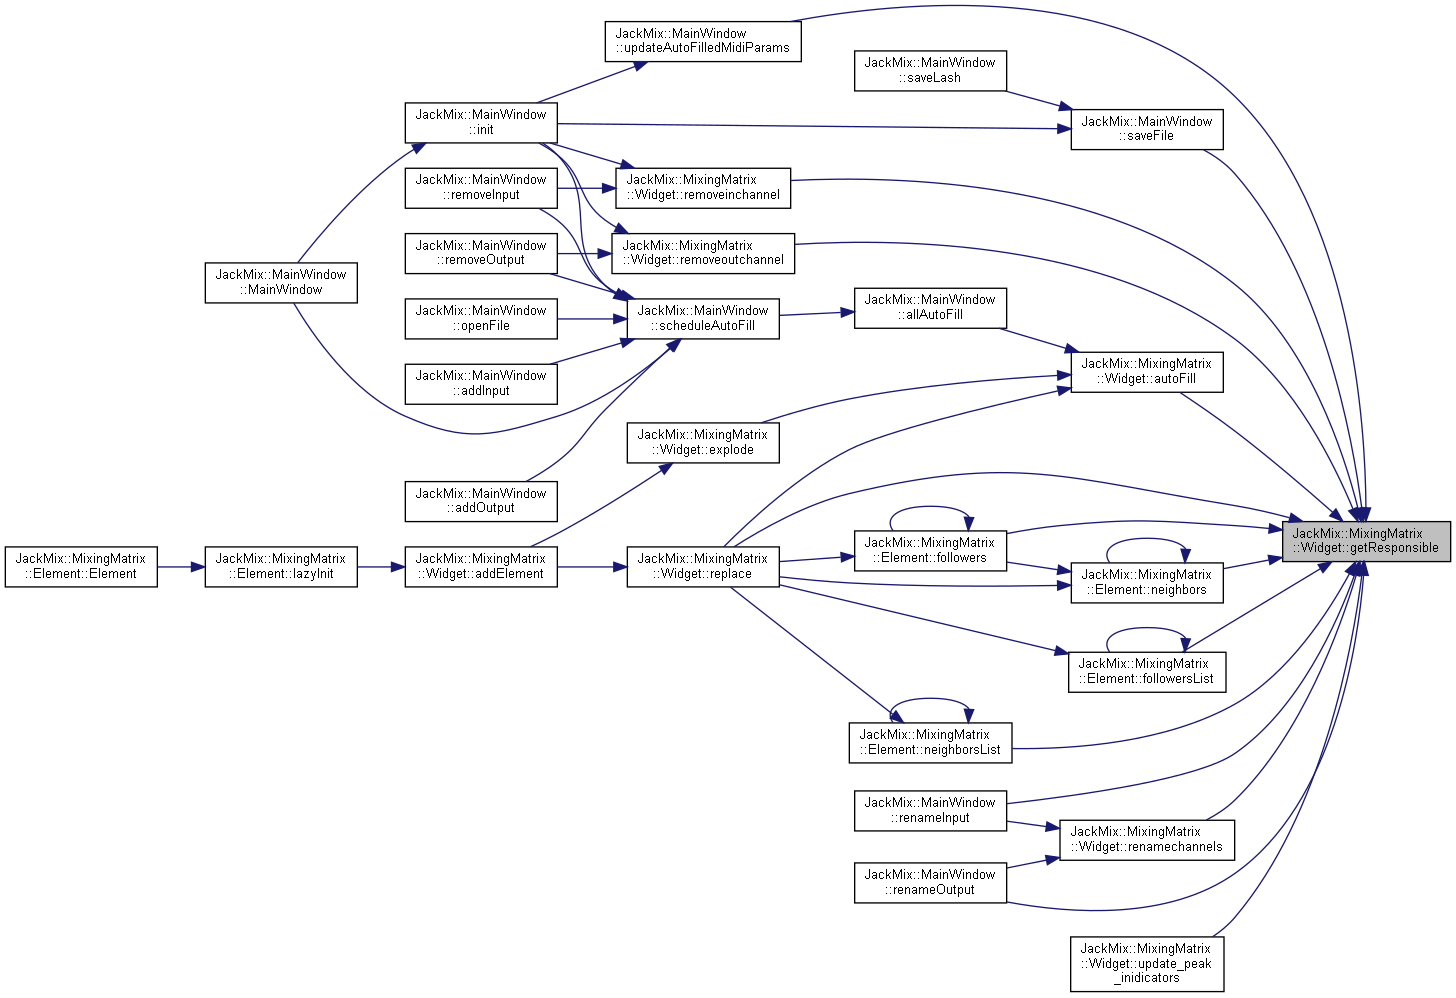 JackMix::MainWindow
::updateAutoFilledMidiParams
JackMix::MainWindow
::saveLash
JackMix::MainWindow
::init
JackMix::MainWindow
::saveFile
JackMix::MainWindow
::removeInput
JackMix::MixingMatrix
::Widget::removeinchannel
JackMix::MainWindow
::removeOutput
JackMix::MixingMatrix
::Widget::removeoutchannel
JackMix::MainWindow
::MainWindow
JackMix::MainWindow
::openFile
JackMix::MainWindow
::scheduleAutoFill
JackMix::MainWindow
::allAutoFill
JackMix::MainWindow
::addInput
JackMix::MixingMatrix
::Widget::autoFill
JackMix::MixingMatrix
::Widget::explode
JackMix::MainWindow
::addOutput
JackMix::MixingMatrix
::Element::Element
JackMix::MixingMatrix
::Element::lazyInit
JackMix::MixingMatrix
::Widget::addElement
JackMix::MixingMatrix
::Widget::replace
JackMix::MixingMatrix
::Element::followers
JackMix::MixingMatrix
::Element::neighbors
JackMix::MixingMatrix
::Widget::getResponsible
JackMix::MixingMatrix
::Element::followersList
JackMix::MixingMatrix
::Element::neighborsList
JackMix::MainWindow
::renameInput
JackMix::MixingMatrix
::Widget::renamechannels
JackMix::MainWindow
::renameOutput
JackMix::MixingMatrix
::Widget::update_peak
_inidicators